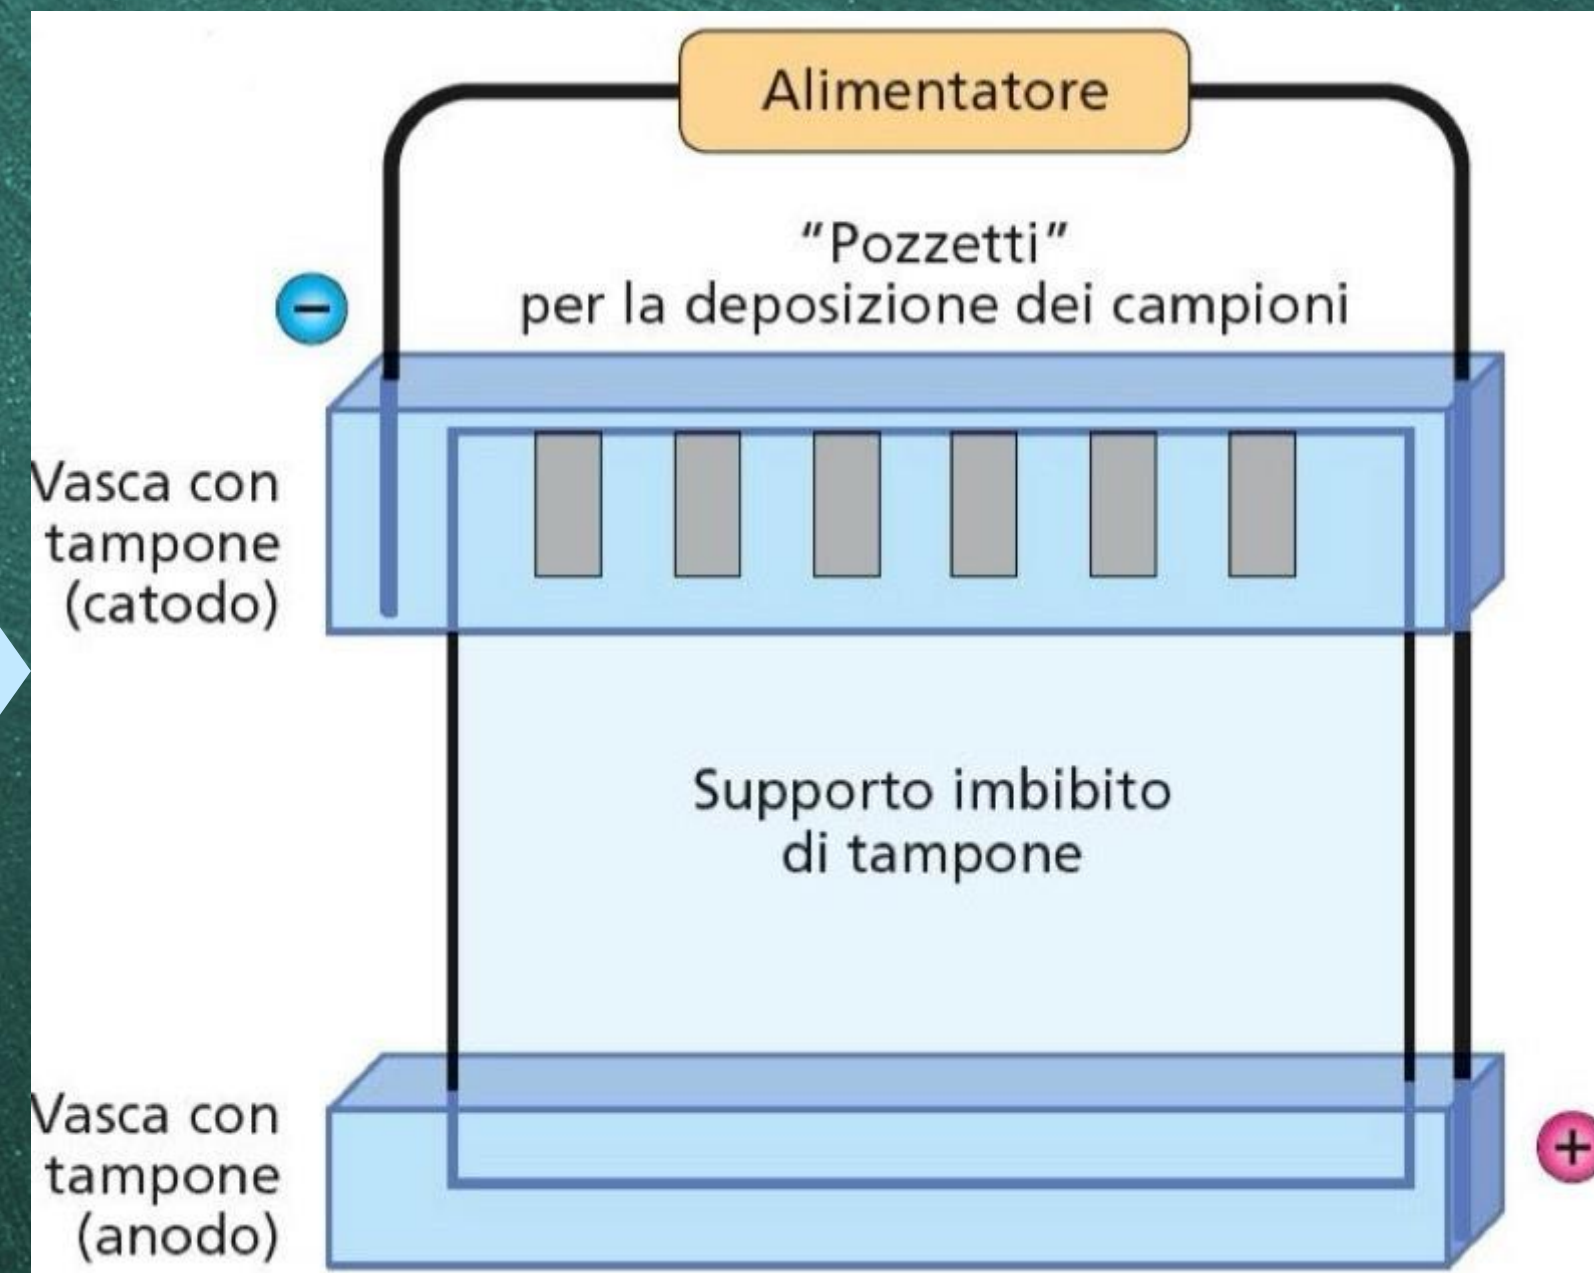 Alimentatore
“Pozzetti”
per la deposizione dei campioni
−
Vasca con
tampone
(catodo)
Supporto imbibito
di tampone
Vasca con
tampone
(anodo)
+